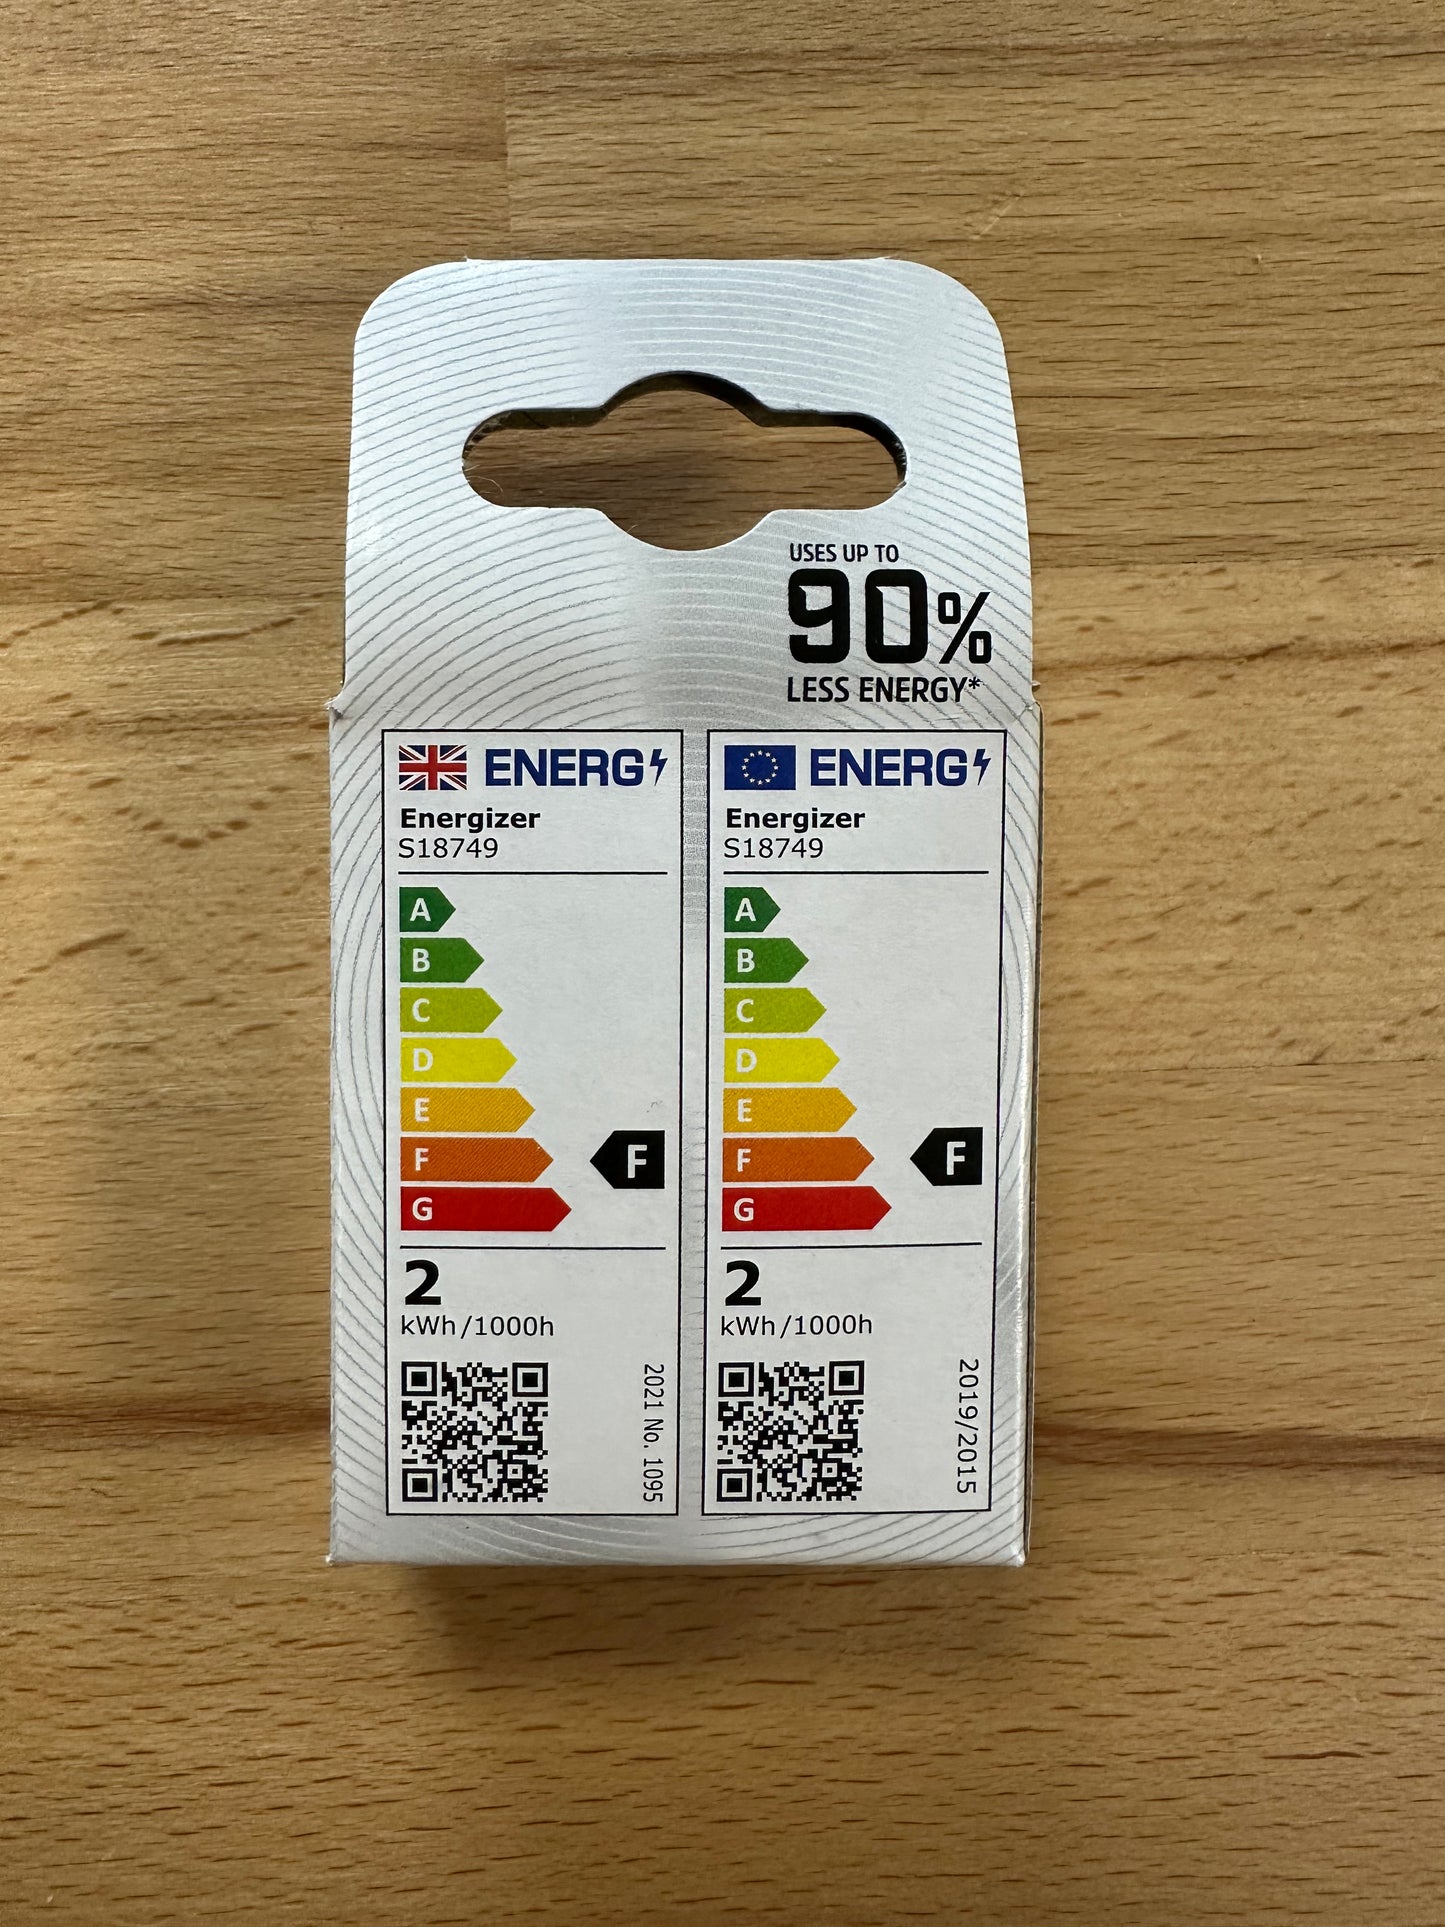 USES UP TO
90%
LESS ENERGY*
ENERG
Energizer
S18749
A
B
C
D
E
F
G
F
2
kWh/1000h
2021 No. 1095
ENERG
Energizer
S18749
A
B
C
D
E
F
G
F
2
kWh/1000h
2019/2015